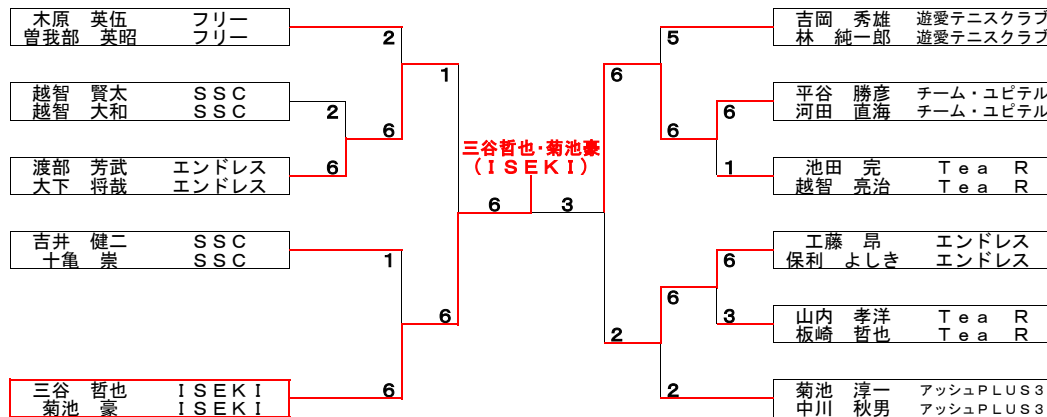 木原 英伍 フリー
曽我部 英昭 フリー
2
越智 賢太 ＳＳＣ
越智 大和 ＳＳＣ
2
1
6
渡部 芳武 エンドレス
大下 将哉 エンドレス
6
三谷哲也･菊池豪
(ＩＳＥＫＩ)
6
3
吉井 健二 ＳＳＣ
十亀 崇 ＳＳＣ
1
6
三谷 哲也 ＩＳＥＫＩ
菊池 豪 ＩＳＥＫＩ
6
吉岡 秀雄 遊愛テニスクラブ
林 純一郎 遊愛テニスクラブ
5
6
平谷 勝彦 チーム・ユピテル
河田 直海 チーム・ユピテル
6
6
池田 完 Ｔｅａ Ｒ
越智 亮治 Ｔｅａ Ｒ
1
工藤 昂 エンドレス
保利 よしき エンドレス
6
6
山内 孝洋 Ｔｅａ Ｒ
板崎 哲也 Ｔｅａ Ｒ
3
2
菊池 淳一 アッシュＰＬＵＳ３
中川 秋男 アッシュＰＬＵＳ３
2